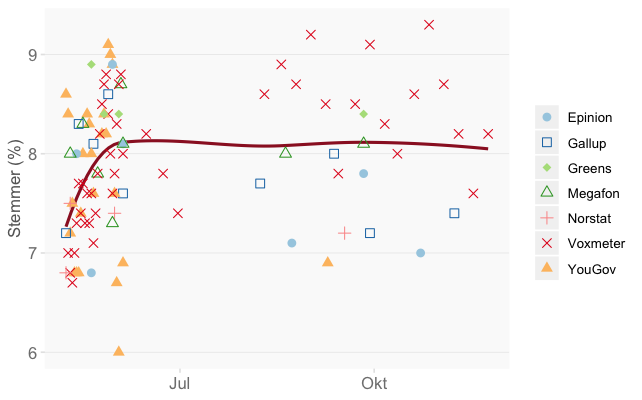 Stemmer (%)
9
8
7
6
Jul
Okt
Epinion
Gallup
Greens
Megafon
Norstat
Voxmeter
YouGov